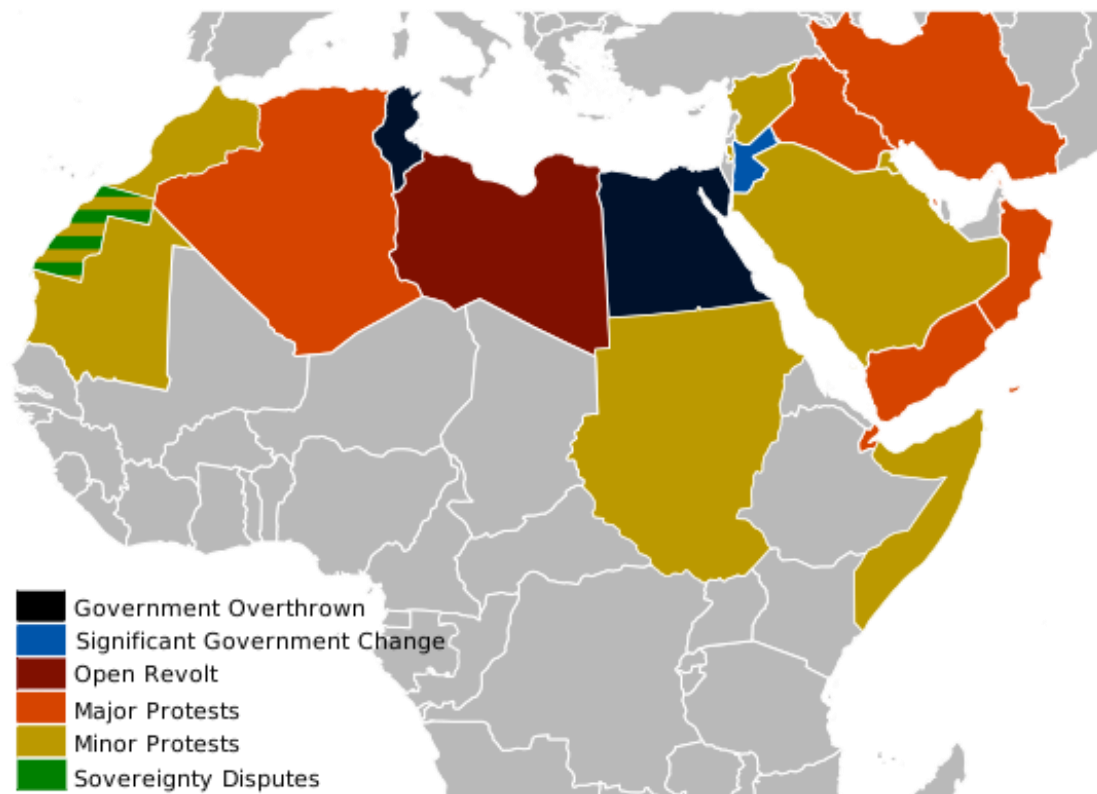 Government Overthrown
Significant Government Change
Open Revolt
Major Protests
Minor Protests
Sovereignty Disputes